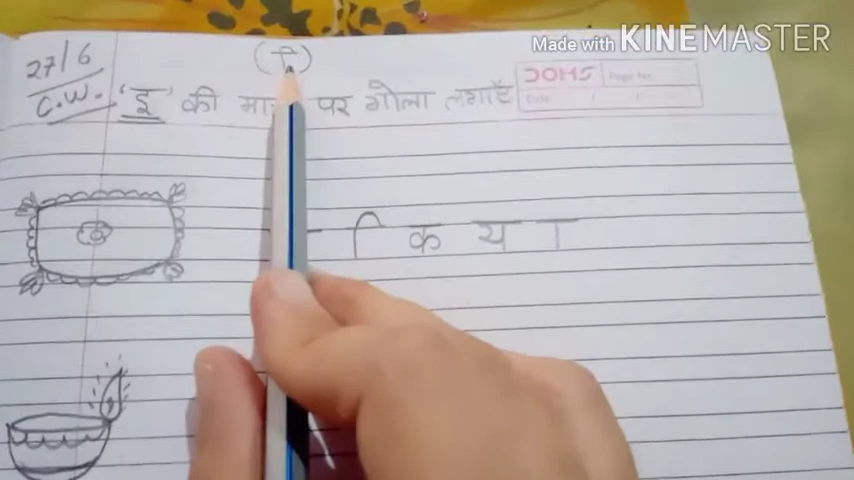 Made with KINEMASTER
27/6
(ि)
C.W. 'इ' की पर गोला लगाएँ
DOMS Page No.
Date / /
ि क य ा